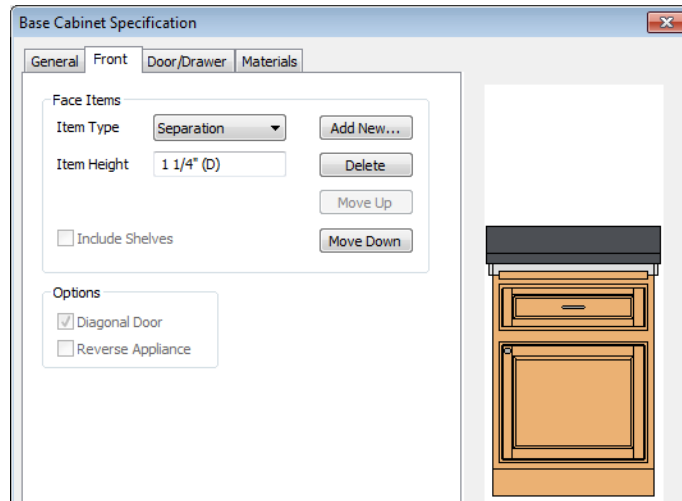 Base Cabinet Specification
General Front Door/Drawer Materials
Face Items
Item Type Separation Add New...
Item Height 1 1/4" (D) Delete
Move Up
Include Shelves Move Down
Options
Diagonal Door
Reverse Appliance